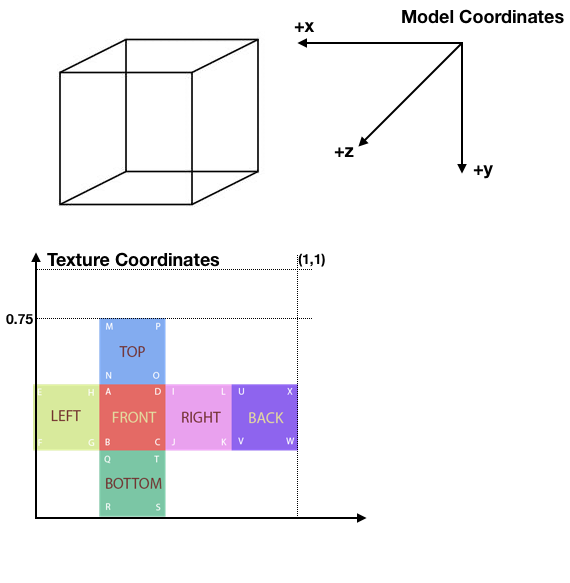 Model Coordinates
+x
+z
+y
Texture Coordinates
(1,1)
0.75
M P
TOP
N O
E H A D I L U X
LEFT FRONT RIGHT BACK
F G B C J K V W
Q T
BOTTOM
R S